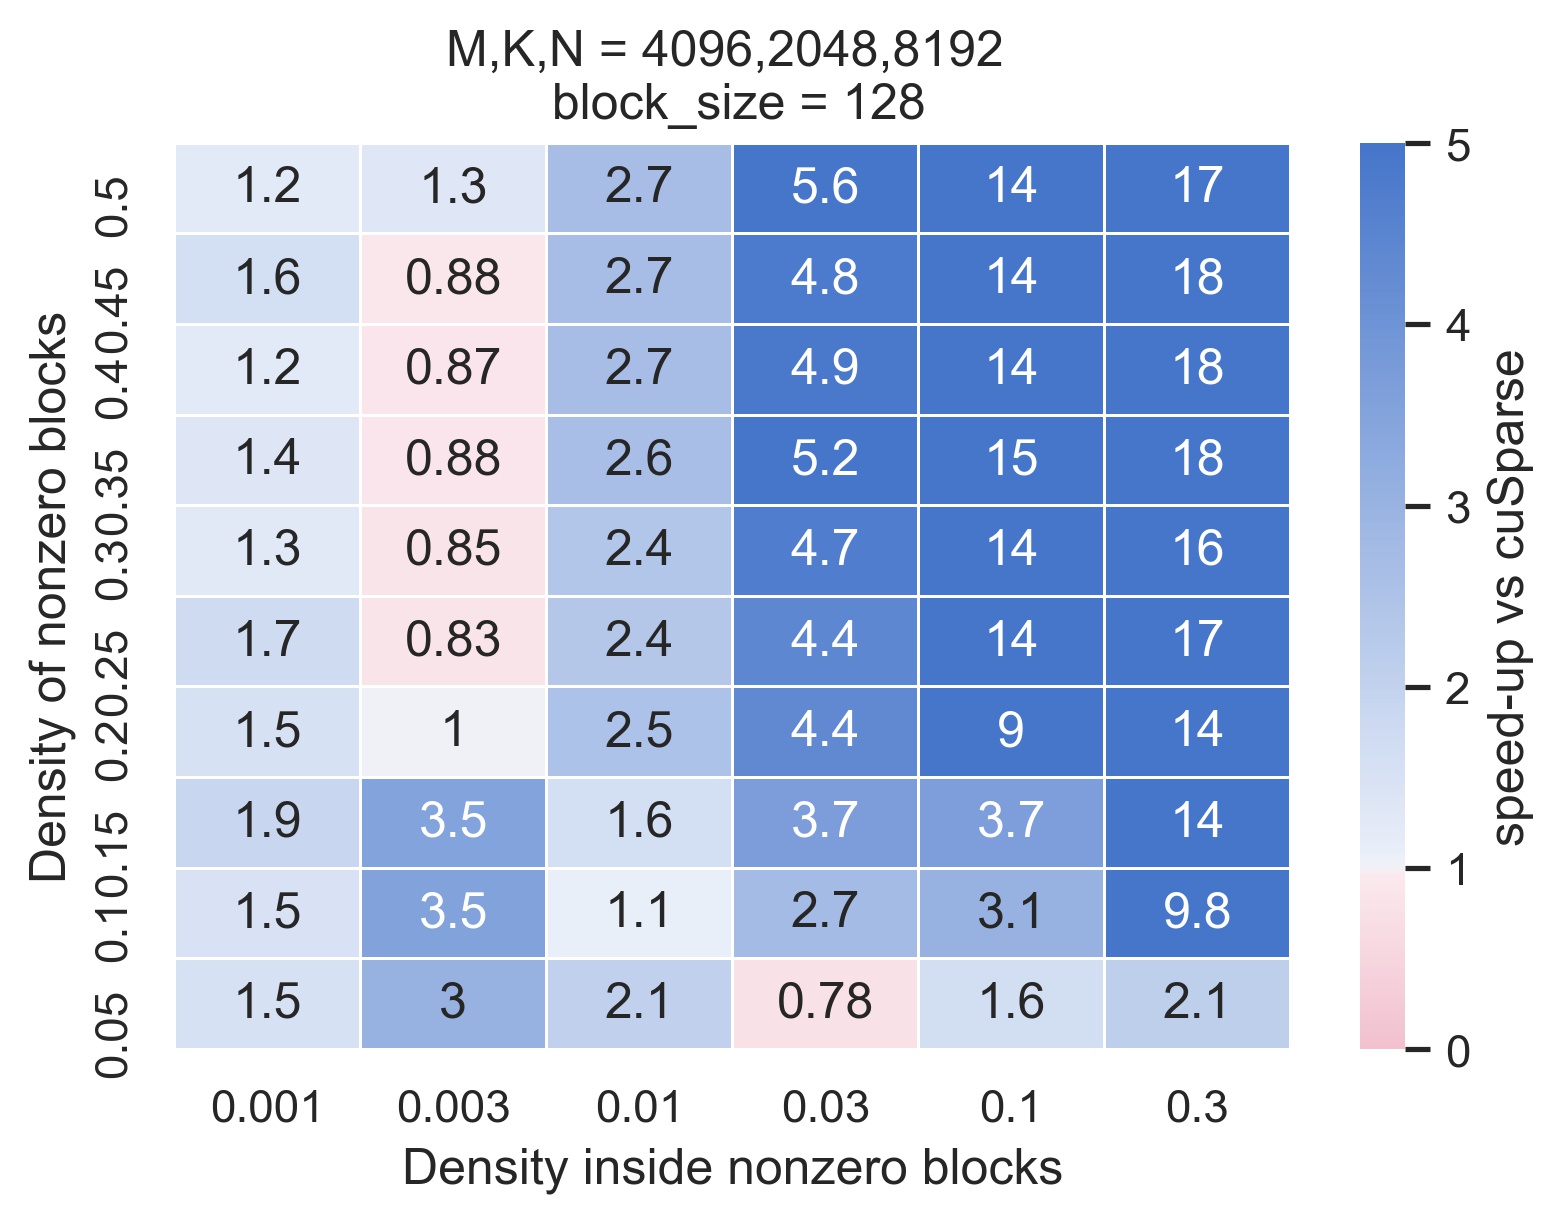 M,K,N = 4096,2048,8192
block_size = 128
Density of nonzero blocks
0.5 1.2 1.3 2.7 5.6 14 17
0.45 1.6 0.88 2.7 4.8 14 18
0.4 1.2 0.87 2.7 4.9 14 18
0.35 1.4 0.88 2.6 5.2 15 18
0.3 1.3 0.85 2.4 4.7 14 16
0.25 1.7 0.83 2.4 4.4 14 17
0.2 1.5 1 2.5 4.4 9 14
0.15 1.9 3.5 1.6 3.7 3.7 14
0.1 1.5 3.5 1.1 2.7 3.1 9.8
0.05 1.5 3 2.1 0.78 1.6 2.1
0.001 0.003 0.01 0.03 0.1 0.3
Density inside nonzero blocks
5
4
3
2
1
0
speed-up vs cuSparse